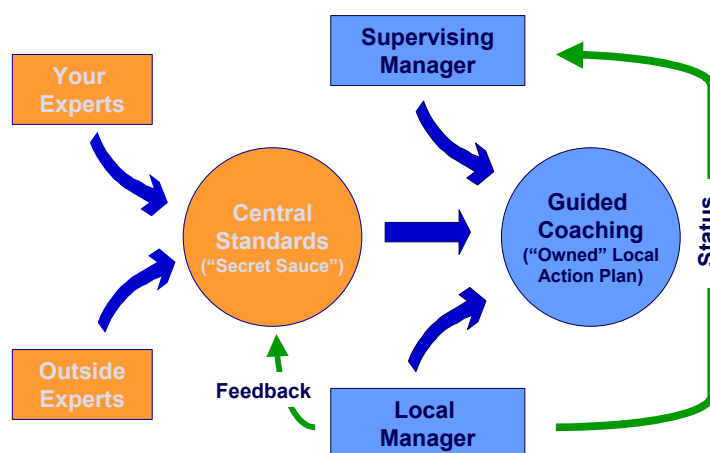 Your
Experts
Outside
Experts
Central
Standards
(“Secret Sauce”)
Feedback
Supervising
Manager
Guided
Coaching
(“Owned” Local
Action Plan)
Local
Manager
Status